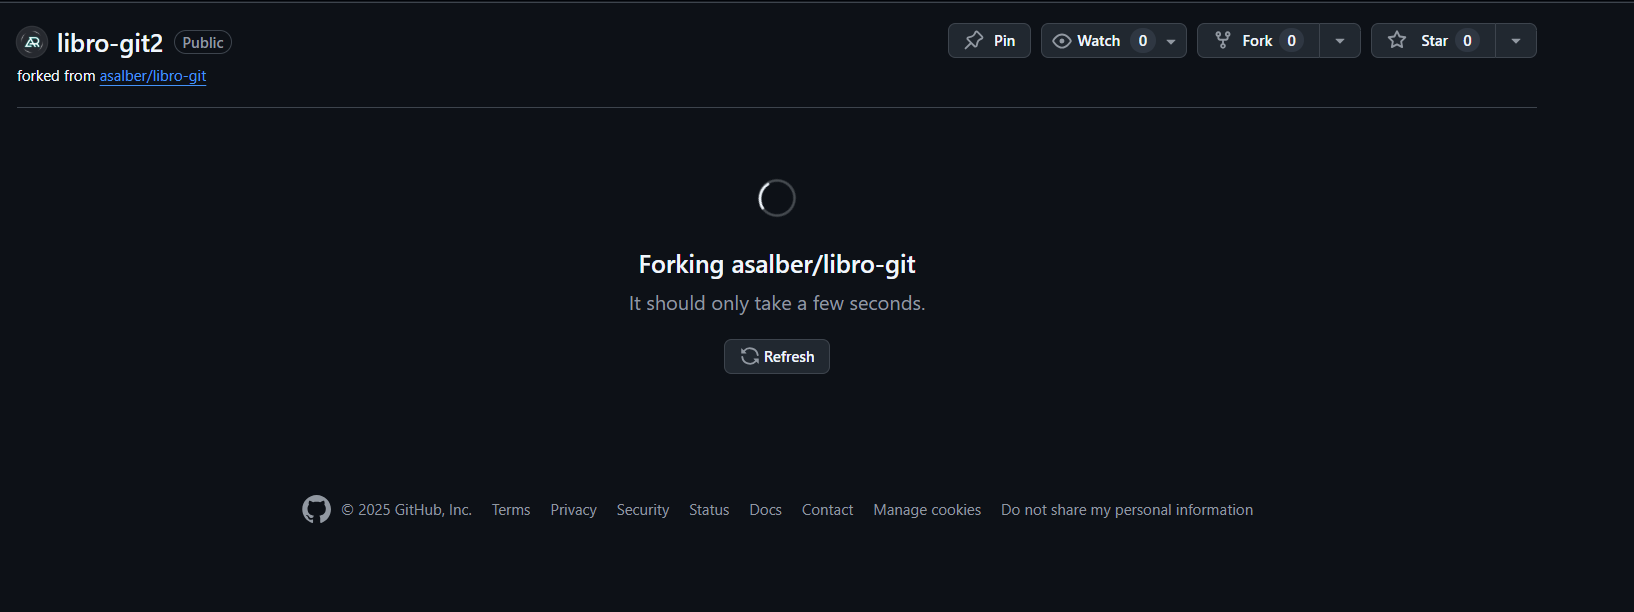 libro-git2 Public Pin Watch 0 Fork 0 Star 0
forked from asalber/libro-git
Forking asalber/libro-git
It should only take a few seconds.
Refresh
© 2025 GitHub, Inc. Terms Privacy Security Status Docs Contact Manage cookies Do not share my personal information